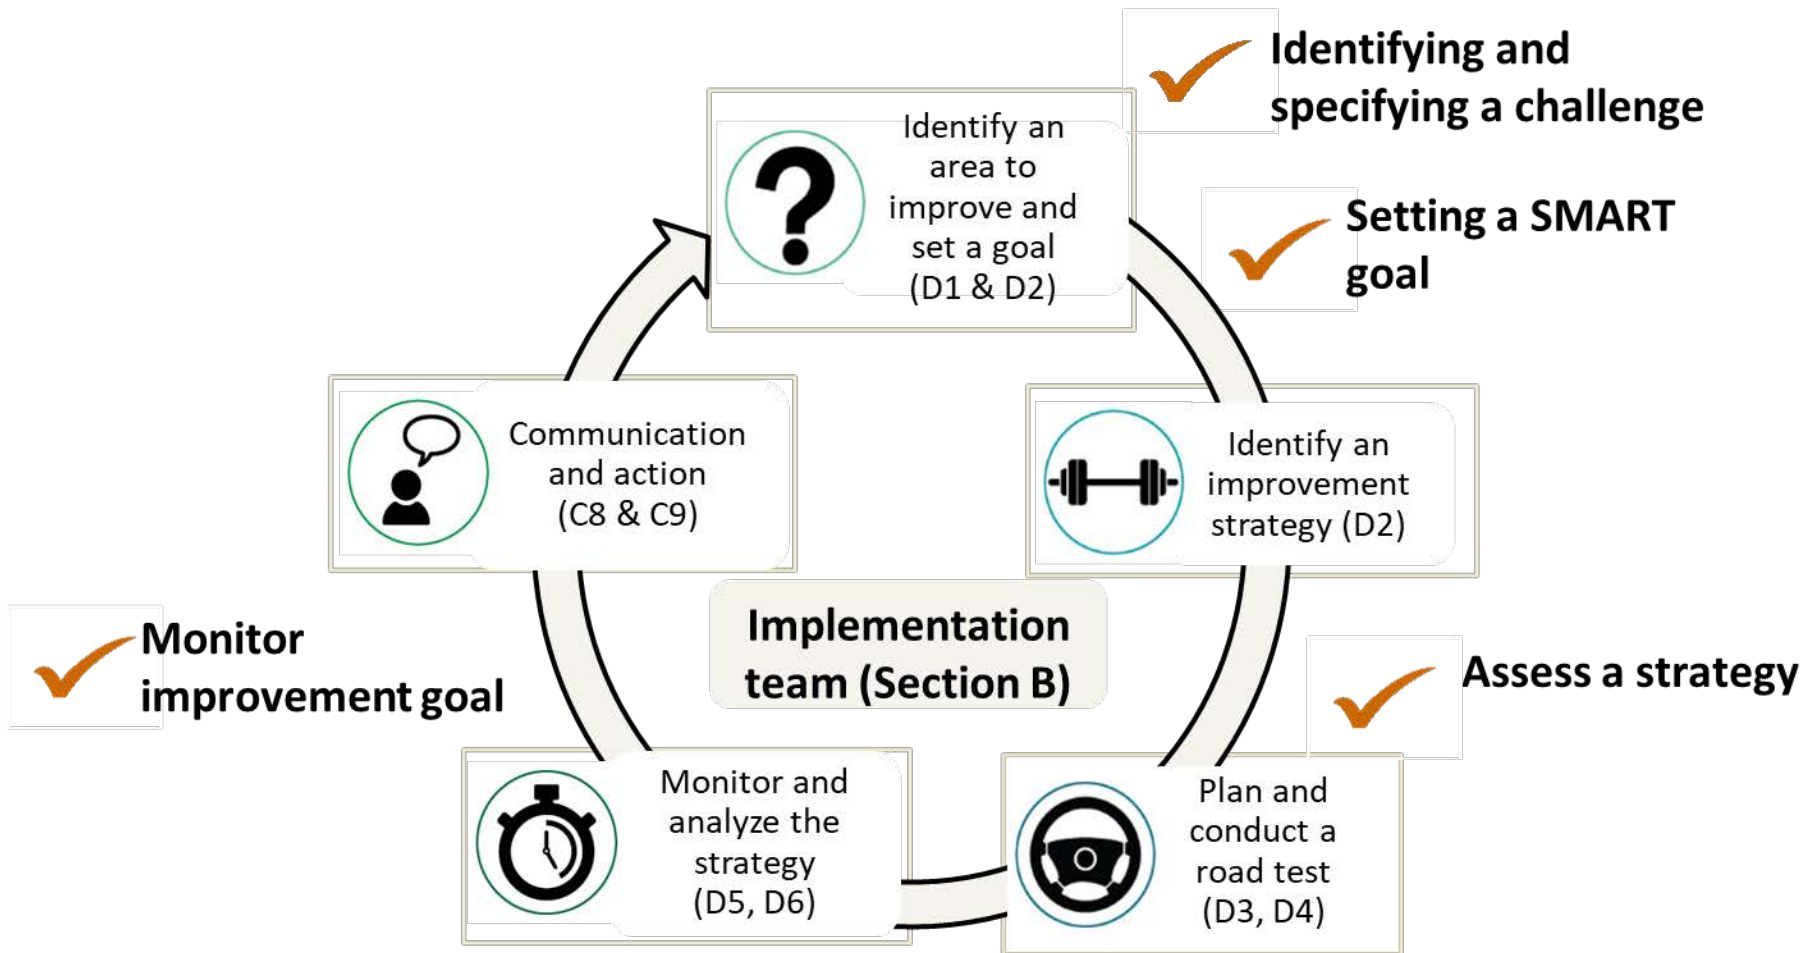 Identifying and
specifying a challenge
Identify an
area to
improve and
set a goal
(D1 & D2)
Setting a SMART
goal
Identify an
improvement
strategy (D2)
Assess a strategy
Plan and
conduct a
road test
(D3, D4)
Monitor and
analyze the
strategy
(D5, D6)
Monitor
improvement goal
Communication
and action
(C8 & C9)
Implementation
team (Section B)